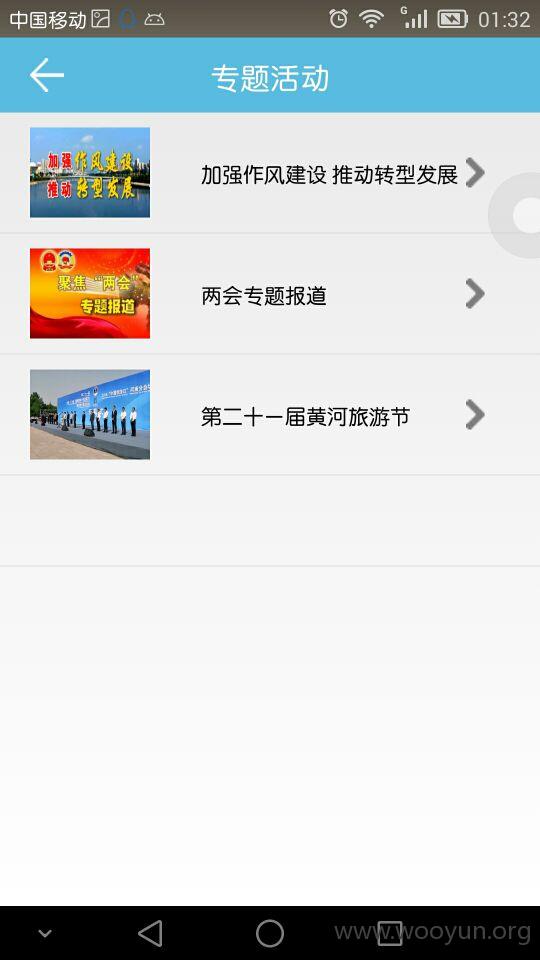 中国移动
G
01:32
专题活动
加强作风建设
推动转型发展
加强作风建设 推动转型发展
聚焦“两会”
专题报道
两会专题报道
第二十一届黄河旅游节
www.wooyun.org